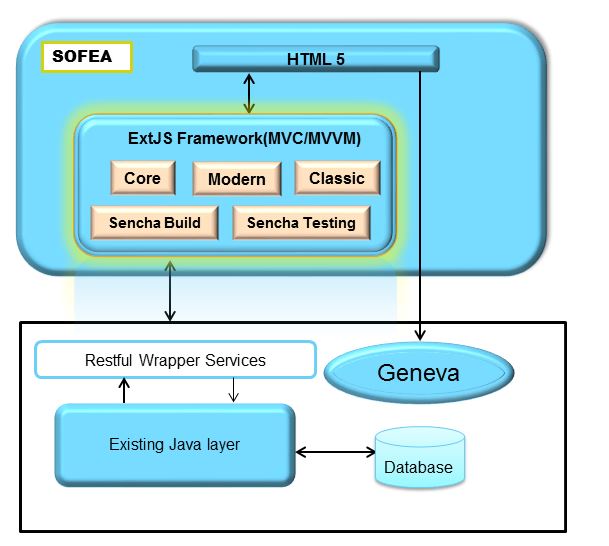 SOFEA
HTML 5
ExtJS Framework(MVC/MVVM)
Core
Modern
Classic
Sencha Build
Sencha Testing
Restful Wrapper Services
Geneva
Existing Java layer
Database